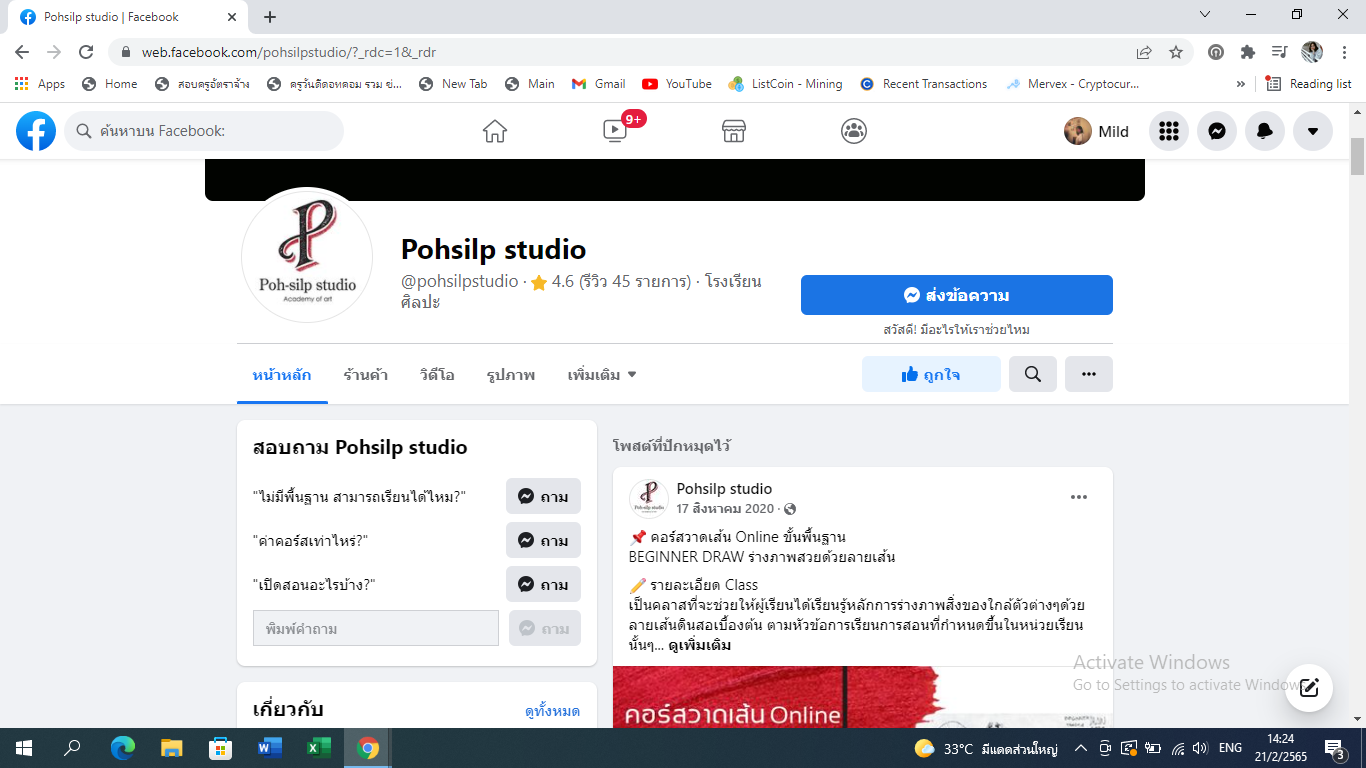 Pohsilp studio | Facebook
web.facebook.com/pohsilpstudio/?_rdc=1&_rdr
Apps
Home
สอบครูอัตราจ้าง
ครูวันดีดอทคอม รวม ข่...
New Tab
Main
Gmail
YouTube
ListCoin - Mining
Recent Transactions
Mervex - Cryptocur...
»
Reading list
ค้นหาบน Facebook:
9+
Mild
Poh-silp studio
Academy of art
Pohsilp studio
@pohsilpstudio · 4.6 (รีวิว 45 รายการ) · โรงเรียน
ศิลปะ
ส่งข้อความ
สวัสดี! มีอะไรให้เราช่วยไหม
หน้าหลัก
ร้านค้า
วิดีโอ
รูปภาพ
เพิ่มเติม
ถูกใจ
สอบถาม Pohsilp studio
"ไม่มีพื้นฐาน สามารถเรียนได้ไหม?"
ถาม
"ค่าคอร์สเท่าไหร่?"
ถาม
"เปิดสอนอะไรบ้าง?"
ถาม
พิมพ์คำถาม
ถาม
เกี่ยวกับ
ดูทั้งหมด
โพสต์ที่ปักหมุดไว้
Pohsilp studio
17 สิงหาคม 2020 ·
📌 คอร์สวาดเส้น Online ขั้นพื้นฐาน
BEGINNER DRAW ร่างภาพสวยด้วยลายเส้น
✏️ รายละเอียด Class
เป็นคลาสที่จะช่วยให้ผู้เรียนได้เรียนรู้หลักการร่างภาพสิ่งของใกล้ตัวต่างๆด้วย
ลายเส้นดินสอเบื้องต้น ตามหัวข้อการเรียนการสอนที่กำหนดขึ้นในหน่วยเรียน
นั้นๆ... ดูเพิ่มเติม
คอร์สวาดเส้น Online
Activate Windows
Go to Settings to activate Windows.
33°C มีแดดส่วนใหญ่
ENG
14:24
21/2/2565
3